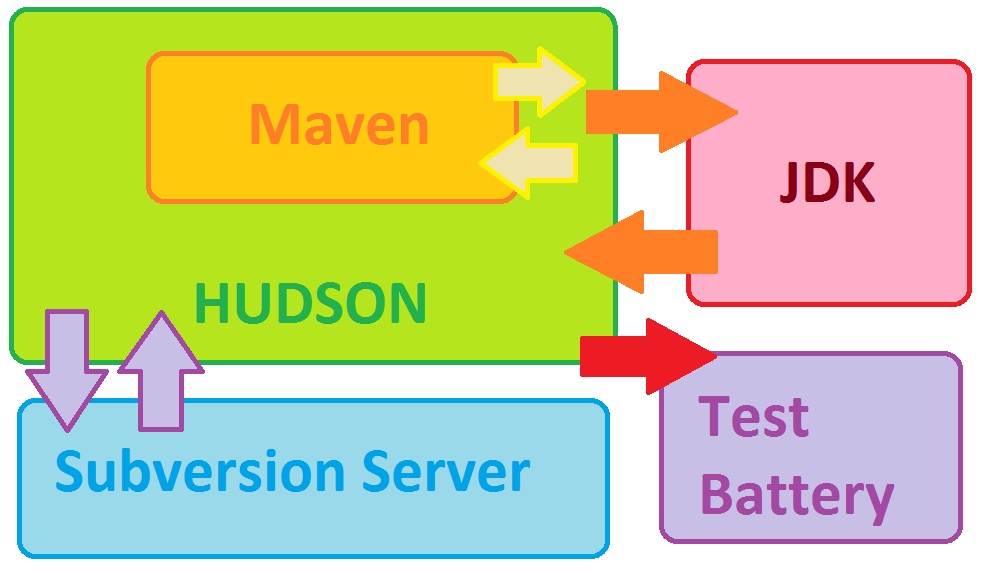 Maven
JDK
HUDSON
Subversion Server
Test
Battery